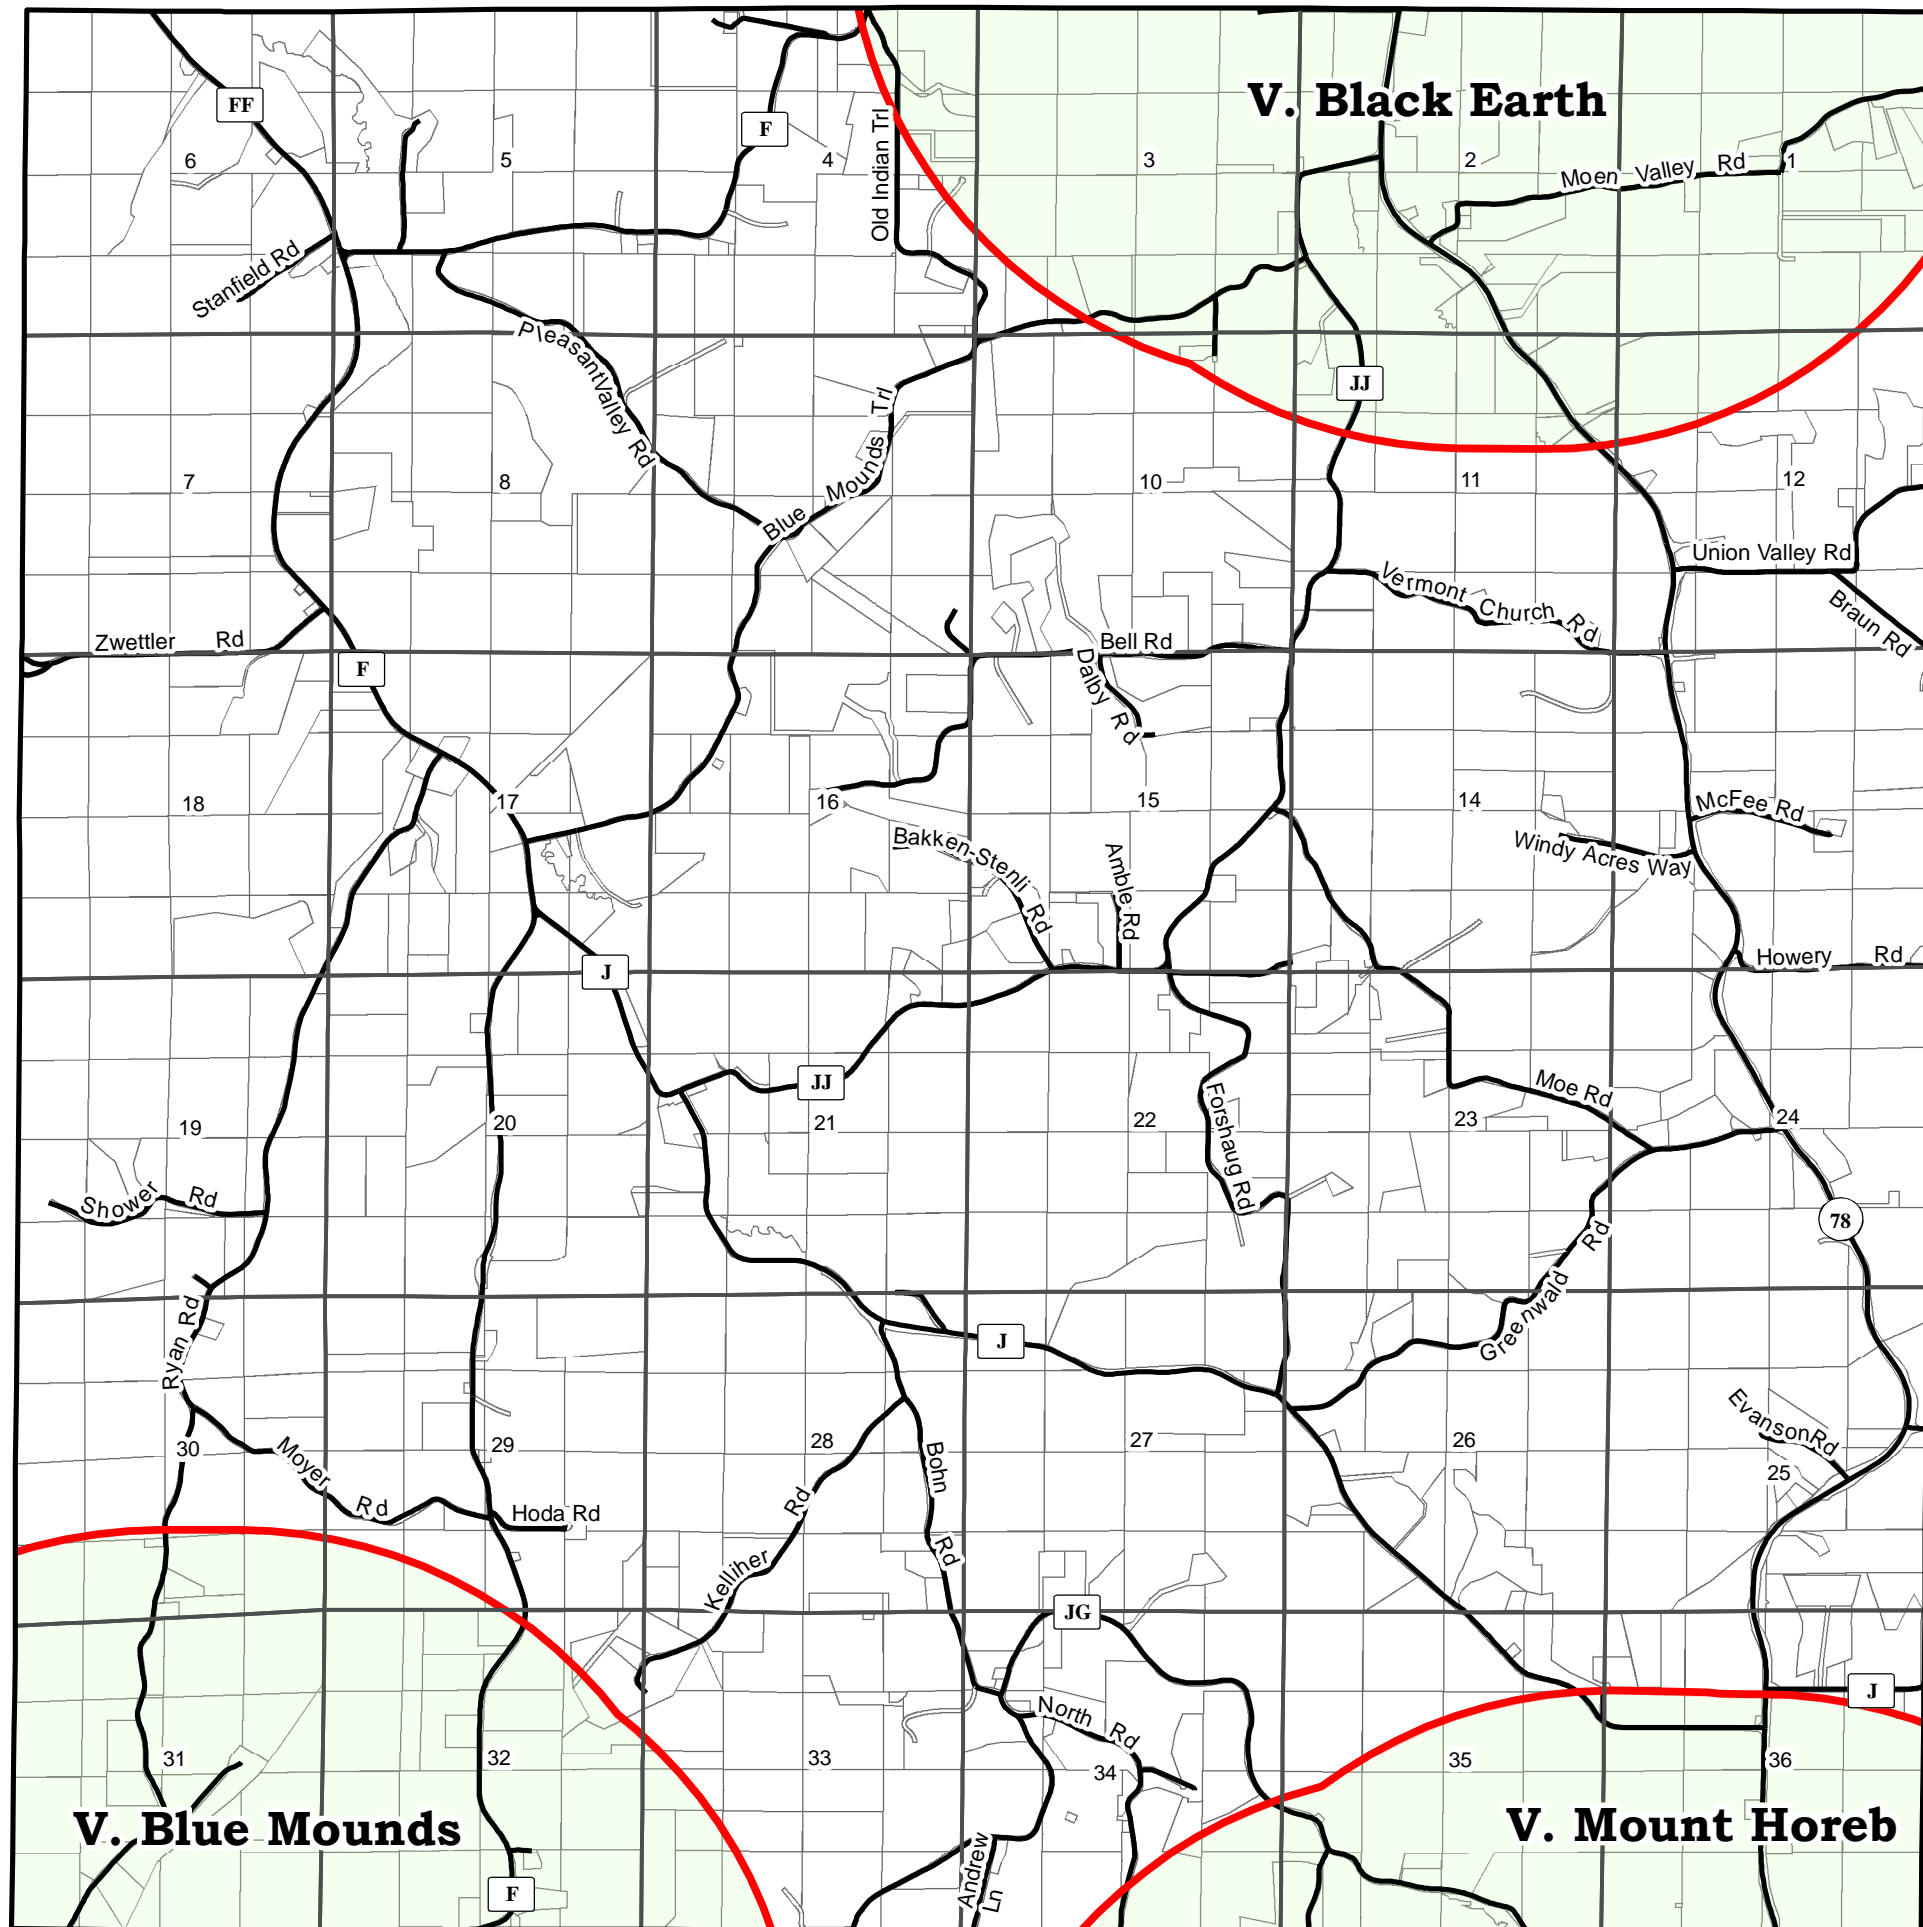 FF
F
V. Black Earth
6
5
4
3
2
1
Old Indian Trl
Moen Valley Rd
Stanfield Rd
Pleasant Valley Rd
JJ
Blue Mounds Trl
7
8
10
11
12
Union Valley Rd
Vermont Church Rd
Braun Rd
Zwettler Rd
F
Bell Rd
Dalby Rd
18
17
16
15
14
McFee Rd
Windy Acres Way
Bakken-Stenli Rd
Amble Rd
Howery Rd
J
JJ
Moe Rd
19
20
21
22
23
24
Forshaug Rd
Shower Rd
78
Greenwald Rd
Ryan Rd
J
Evanson Rd
30
29
28
27
26
25
Moyer Rd
Hoda Rd
Bohn Rd
Kelliher Rd
JG
North Rd
J
31
32
33
34
35
36
V. Blue Mounds
V. Mount Horeb
Andrew Ln
F